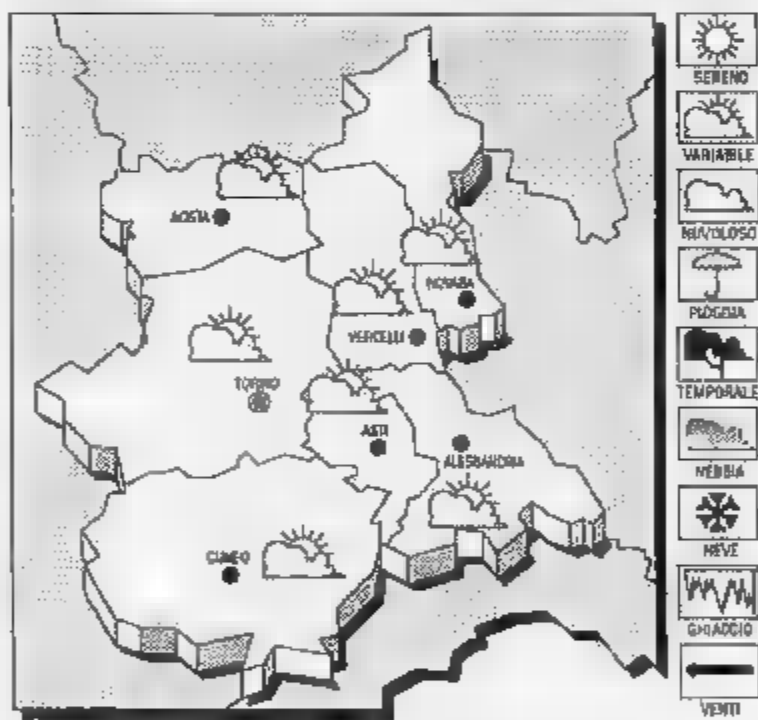 AOSTA
NOVARA
VERCELLI
TORINO
ASTI
ALESSANDRIA
CUNEO
SERENO
VARIABILE
NUVOLOSO
PIOGGIA
TEMPORALE
NEBBIA
NEVE
GHIACCIO
VENTI